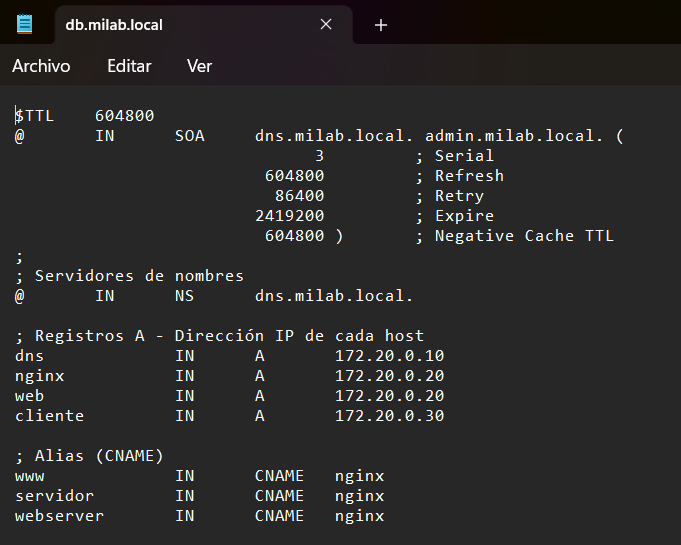 db.milab.local
Archivo Editar Ver
$TTL 604800
@ IN SOA dns.milab.local. admin.milab.local. (
3 ; Serial
604800 ; Refresh
86400 ; Retry
2419200 ; Expire
604800 ) ; Negative Cache TTL
;
; Servidores de nombres
@ IN NS dns.milab.local.

; Registros A - Dirección IP de cada host
dns IN A 172.20.0.10
nginx IN A 172.20.0.20
web IN A 172.20.0.20
cliente IN A 172.20.0.30

; Alias (CNAME)
www IN CNAME nginx
servidor IN CNAME nginx
webserver IN CNAME nginx